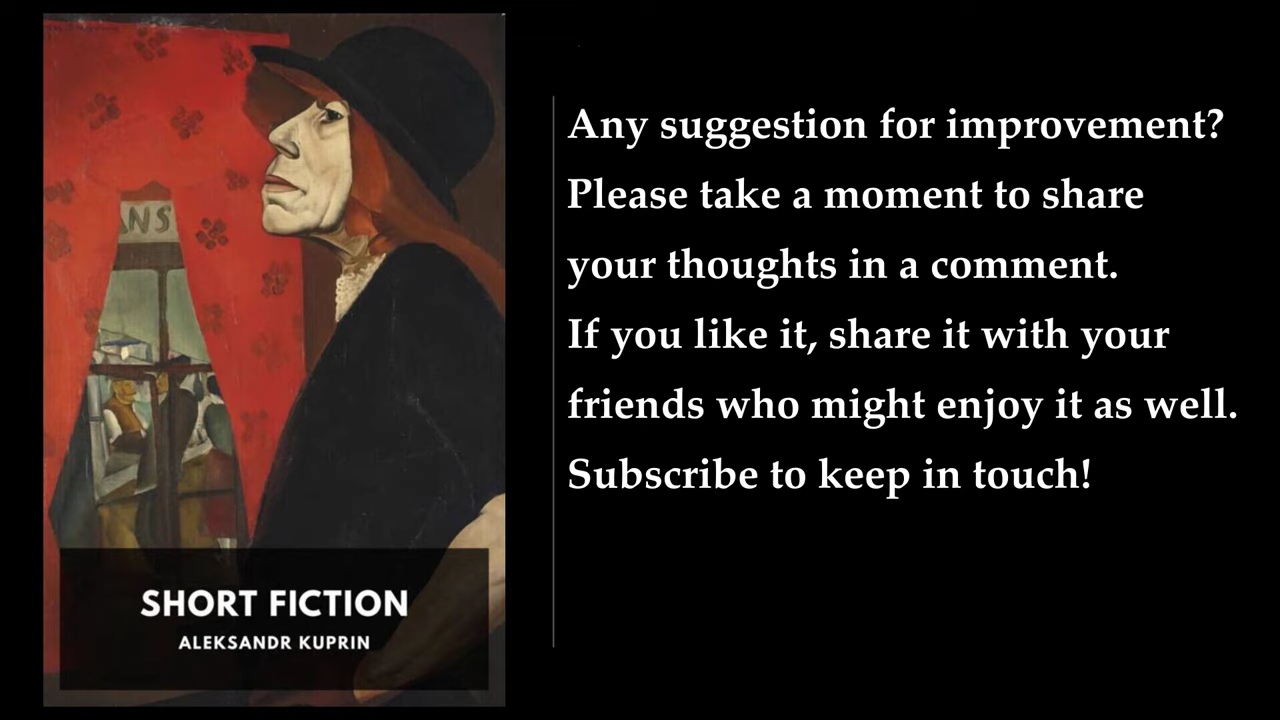 ANS
SHORT FICTION
ALEKSANDR KUPRIN
Any suggestion for improvement?
Please take a moment to share
your thoughts in a comment.
If you like it, share it with your
friends who might enjoy it as well.
Subscribe to keep in touch!